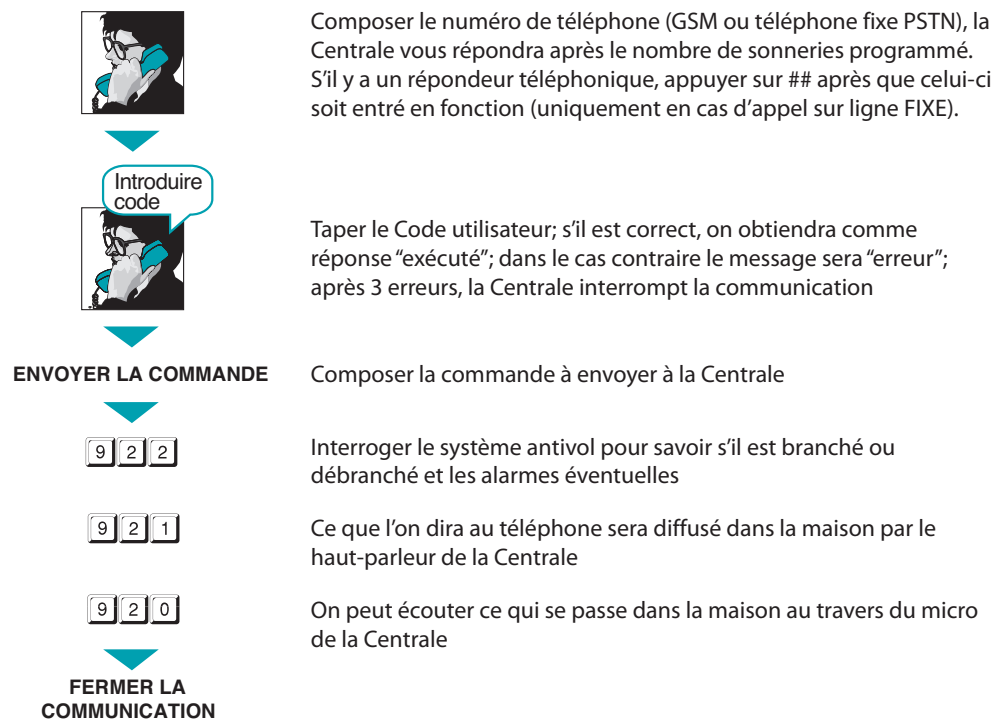 Composer le numéro de téléphone (GSM ou téléphone fixe PSTN), la
Centrale vous répondra après le nombre de sonneries programmé.
S'il y a un répondeur téléphonique, appuyer sur ## après que celui-ci
soit entré en fonction (uniquement en cas d'appel sur ligne FIXE).
Introduire
code
Taper le Code utilisateur; s'il est correct, on obtiendra comme
réponse "exécuté"; dans le cas contraire le message sera "erreur";
après 3 erreurs, la Centrale interrompt la communication
ENVOYER LA COMMANDE
Composer la commande à envoyer à la Centrale
9 2 2
Interroger le système antivol pour savoir s'il est branché ou
débranché et les alarmes éventuelles
9 2 1
Ce que l'on dira au téléphone sera diffusé dans la maison par le
haut-parleur de la Centrale
9 2 0
On peut écouter ce qui se passe dans la maison au travers du micro
de la Centrale
FERMER LA
COMMUNICATION